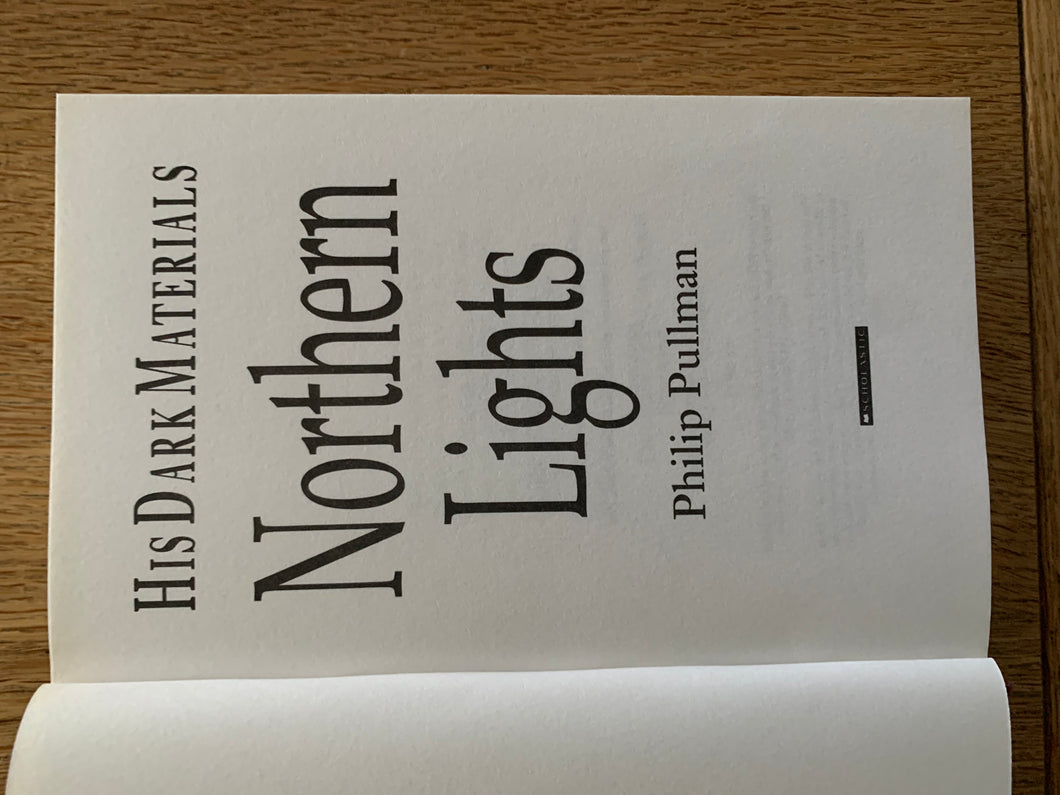 HIS DARK MATERIALS
Northern
Lights
Philip Pullman
SCHOLASTIC